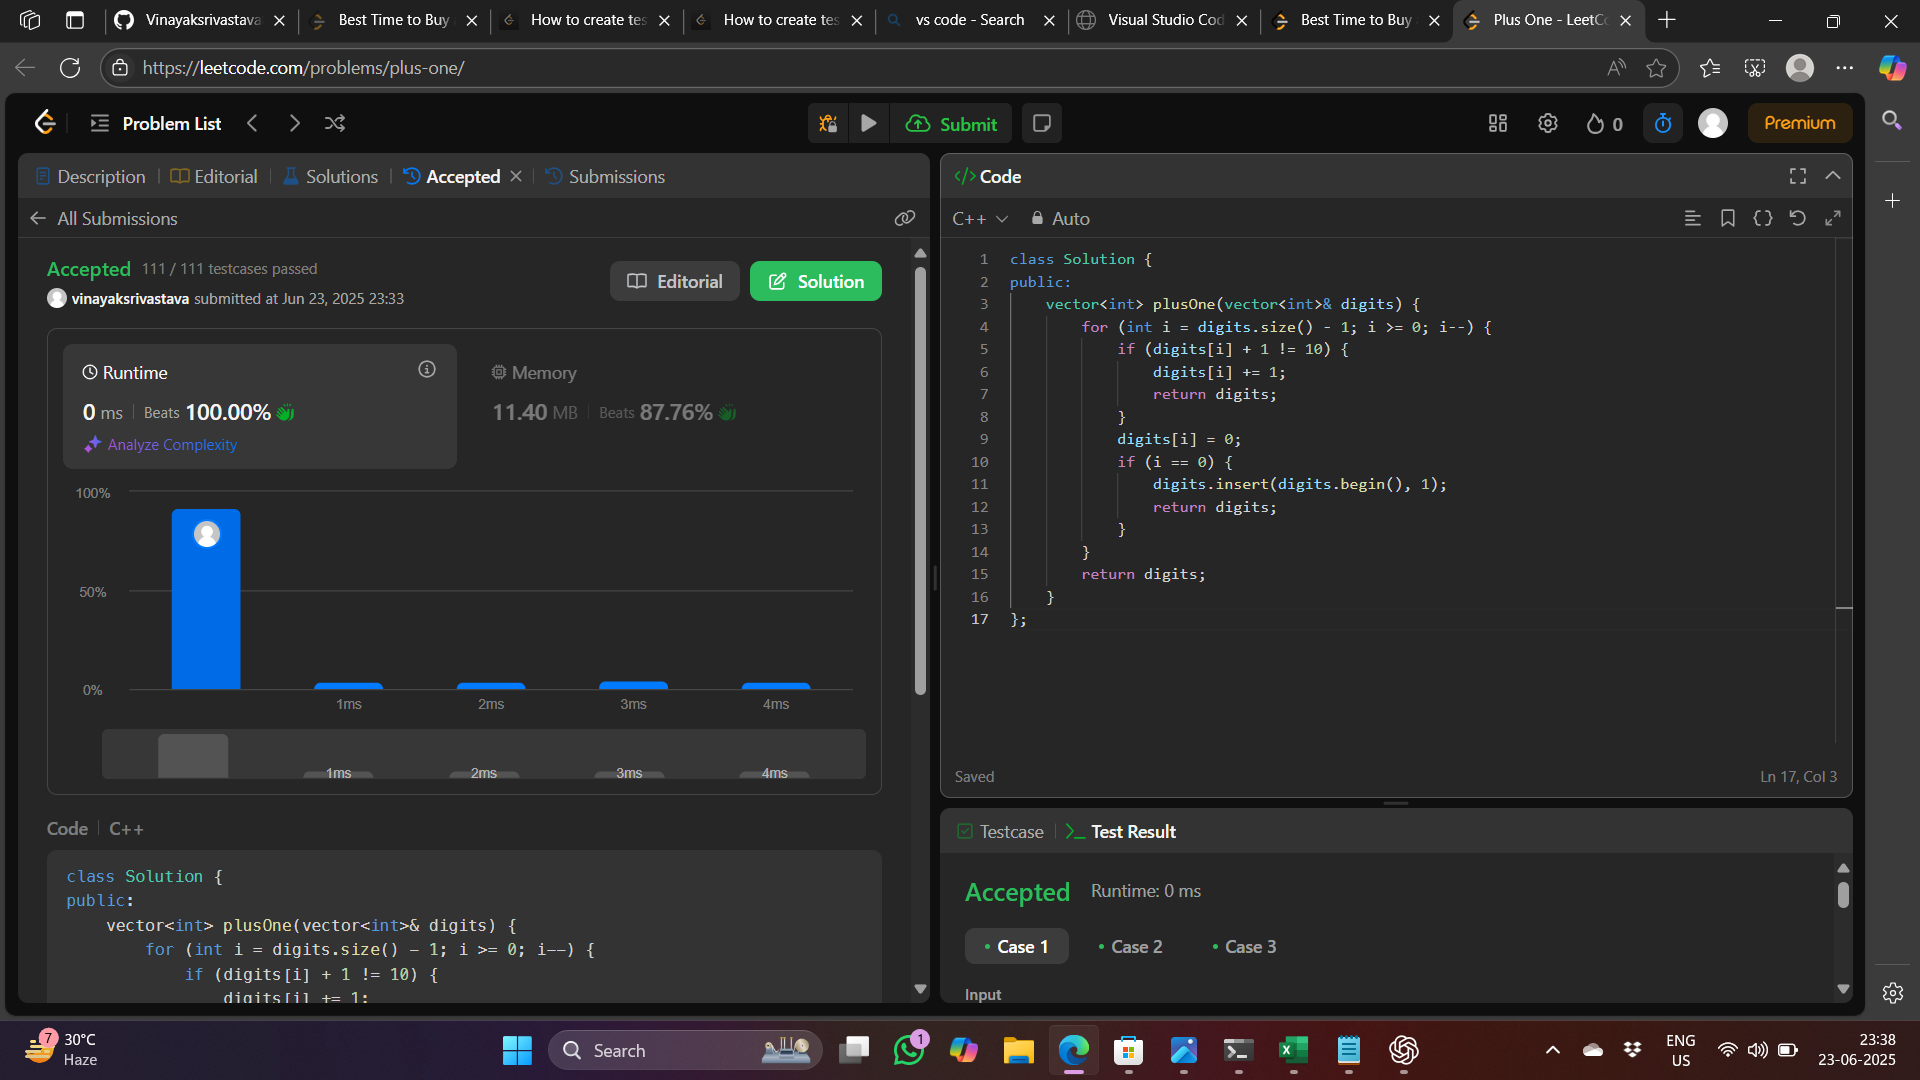 Vinayaksrivastava
Best Time to Buy
How to create tes
How to create tes
vs code - Search
Visual Studio Cod
Best Time to Buy
Plus One - LeetCo
https://leetcode.com/problems/plus-one/
Problem List
Submit
0
Premium
Description
Editorial
Solutions
Accepted
Submissions
All Submissions
Accepted 111 / 111 testcases passed
vinayaksrivastava submitted at Jun 23, 2025 23:33
Editorial
Solution
Runtime
0 ms Beats 100.00%
Analyze Complexity
Memory
11.40 MB Beats 87.76%
100%
50%
0%
1ms 2ms 3ms 4ms
1ms 2ms 3ms 4ms
Code C++
class Solution {
public:
vector<int> plusOne(vector<int>& digits) {
for (int i = digits.size() - 1; i >= 0; i--) {
if (digits[i] + 1 != 10) {
digits[i] += 1;
</> Code
C++ Auto
1 class Solution {
2 public:
3 vector<int> plusOne(vector<int>& digits) {
4 for (int i = digits.size() - 1; i >= 0; i--) {
5 if (digits[i] + 1 != 10) {
6 digits[i] += 1;
7 return digits;
8 }
9 digits[i] = 0;
10 if (i == 0) {
11 digits.insert(digits.begin(), 1);
12 return digits;
13 }
14 }
15 return digits;
16 }
17 };
Saved
Ln 17, Col 3
Testcase
Test Result
Accepted Runtime: 0 ms
Case 1
Case 2
Case 3
Input
7
30°C
Haze
Search
1
ENG
US
23:38
23-06-2025